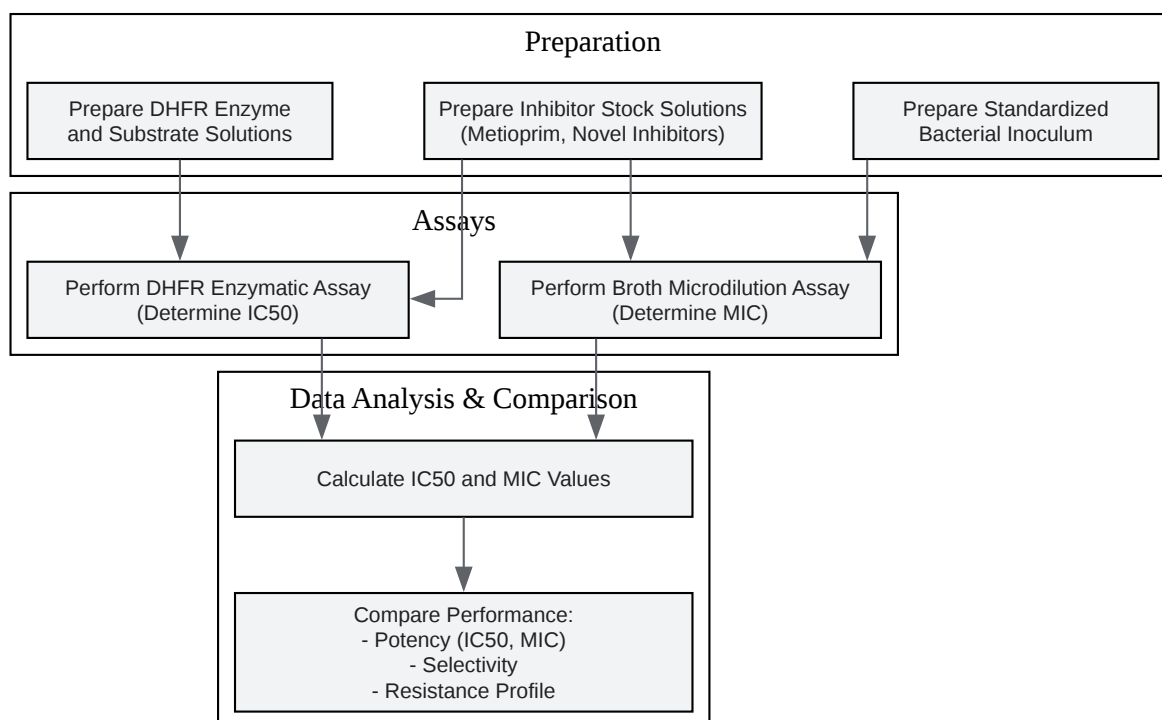 Preparation
Prepare DHFR Enzyme
and Substrate Solutions
Prepare Inhibitor Stock Solutions
(Metioprim, Novel Inhibitors)
Prepare Standardized
Bacterial Inoculum
Assays
Perform DHFR Enzymatic Assay
(Determine IC50)
Perform Broth Microdilution Assay
(Determine MIC)
Data Analysis & Comparison
Calculate IC50 and MIC Values
Compare Performance:
- Potency (IC50, MIC)
- Selectivity
- Resistance Profile